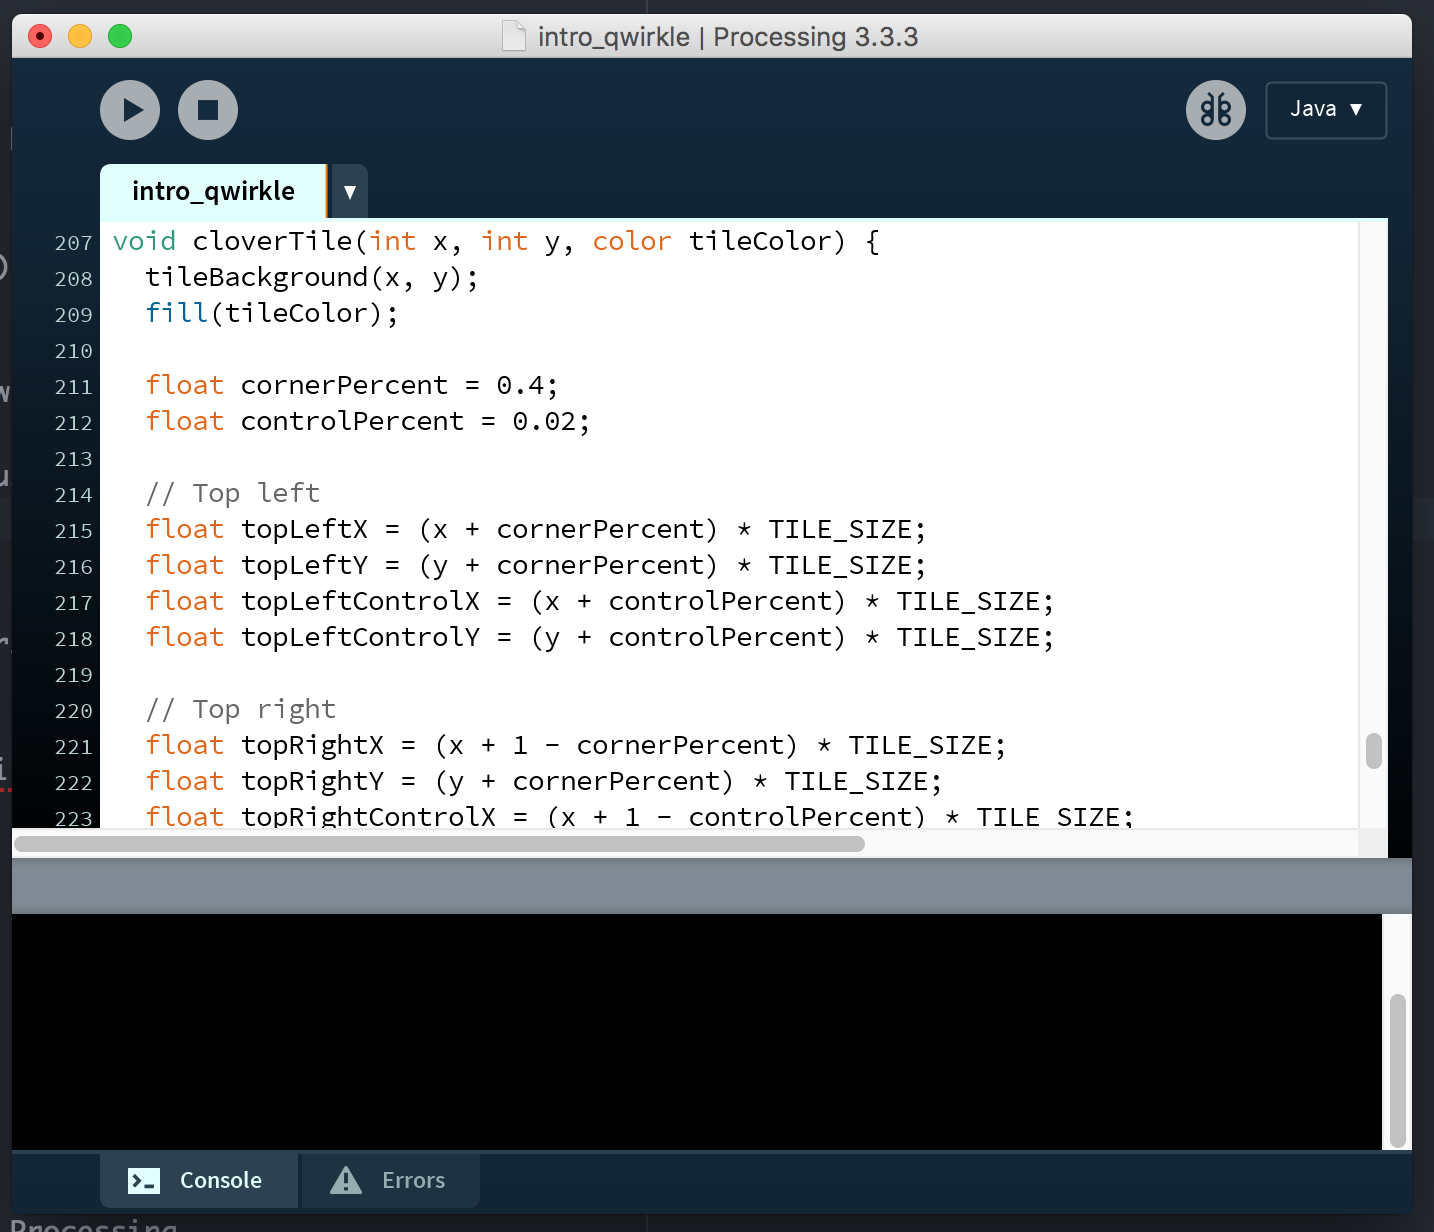 intro_qwirkle | Processing 3.3.3
Java ▼
intro_qwirkle ▼
207 void cloverTile(int x, int y, color tileColor) {
208   tileBackground(x, y);
209   fill(tileColor);
210
211   float cornerPercent = 0.4;
212   float controlPercent = 0.02;
213
214   // Top left
215   float topLeftX = (x + cornerPercent) * TILE_SIZE;
216   float topLeftY = (y + cornerPercent) * TILE_SIZE;
217   float topLeftControlX = (x + controlPercent) * TILE_SIZE;
218   float topLeftControlY = (y + controlPercent) * TILE_SIZE;
219
220   // Top right
221   float topRightX = (x + 1 - cornerPercent) * TILE_SIZE;
222   float topRightY = (y + cornerPercent) * TILE_SIZE;
223   float topRightControlX = (x + 1 - controlPercent) * TILE_SIZE;
Console
Errors
Processing